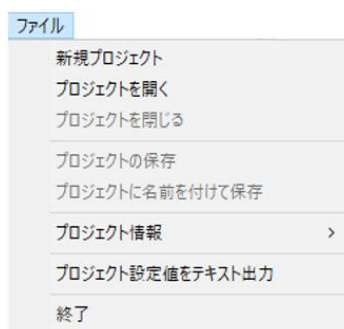 ファイル
新規プロジェクト
プロジェクトを開く
プロジェクトを閉じる
プロジェクトの保存
プロジェクトに名前を付けて保存
プロジェクト情報
プロジェクト設定値をテキスト出力
終了